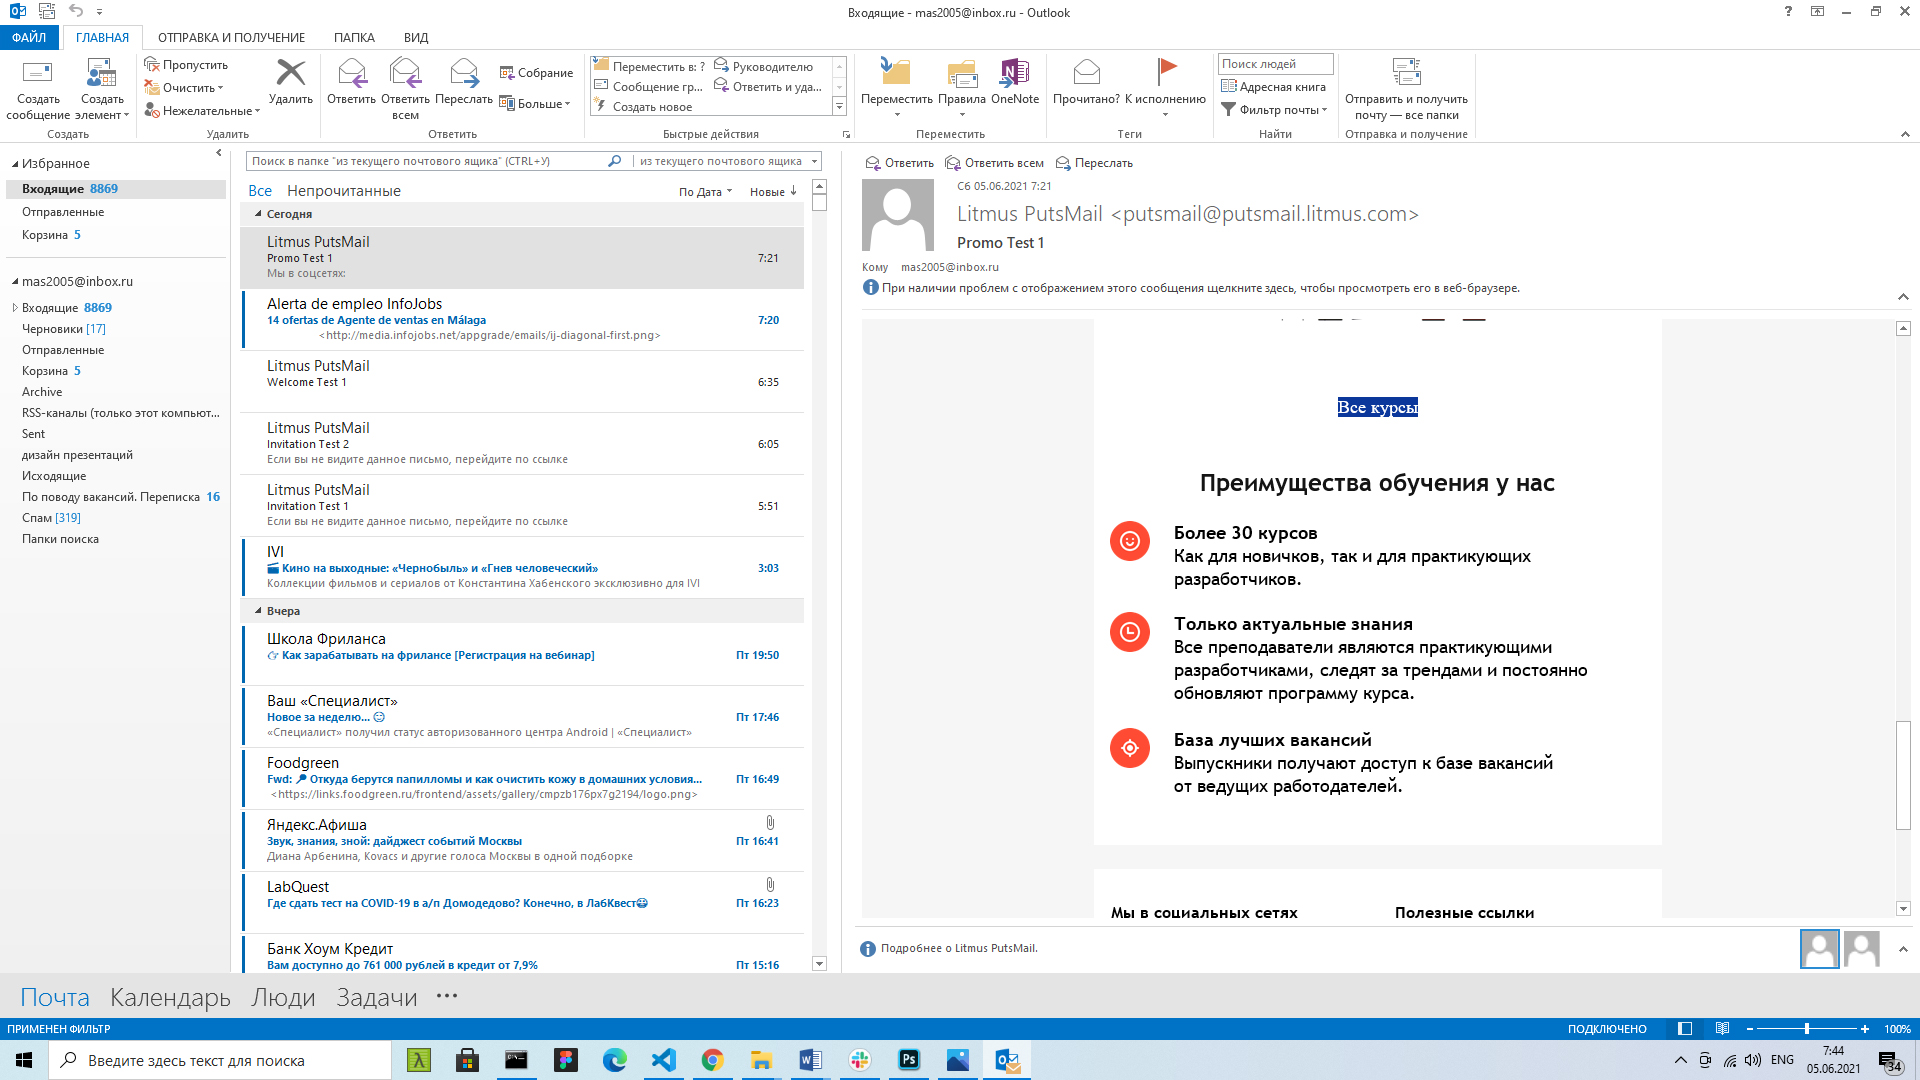 Входящие - mas2005@inbox.ru - Outlook
ФАЙЛ ГЛАВНАЯ ОТПРАВКА И ПОЛУЧЕНИЕ ПАПКА ВИД
Создать сообщение
Создать элемент
Создать
Пропустить
Очистить
Нежелательные
Удалить
Удалить
Ответить
Ответить всем
Переслать
Собрание
Больше
Ответить
Переместить в: ?
Сообщение гр...
Создать новое
Руководителю
Ответить и уда...
Быстрые действия
Переместить
Правила
OneNote
Переместить
Прочитано?
К исполнению
Теги
Поиск людей
Адресная книга
Фильтр почты
Найти
Отправить и получить
почту — все папки
Отправка и получение
Избранное
Входящие 8869
Отправленные
Корзина 5
mas2005@inbox.ru
Входящие 8869
Черновики [17]
Отправленные
Корзина 5
Archive
RSS-каналы (только этот компьют...
Sent
дизайн презентаций
Исходящие
По поводу вакансий. Переписка 16
Спам [319]
Папки поиска
Поиск в папке "из текущего почтового ящика" (CTRL+У)
из текущего почтового ящика
Все Непрочитанные
По Дата Новые
Сегодня
Litmus PutsMail
Promo Test 1 7:21
Мы в соцсетях:
Alerta de empleo InfoJobs
14 ofertas de Agente de ventas en Málaga 7:20
<http://media.infojobs.net/appgrade/emails/ij-diagonal-first.png>
Litmus PutsMail
Welcome Test 1 6:35
Litmus PutsMail
Invitation Test 2 6:05
Если вы не видите данное письмо, перейдите по ссылке
Litmus PutsMail
Invitation Test 1 5:51
Если вы не видите данное письмо, перейдите по ссылке
IVI
🎬 Кино на выходные: «Чернобыль» и «Гнев человеческий» 3:03
Коллекции фильмов и сериалов от Константина Хабенского эксклюзивно для IVI
Вчера
Школа Фриланса
👉 Как зарабатывать на фрилансе [Регистрация на вебинар] Пт 19:50
Ваш «Специалист»
Новое за неделю... 😊 Пт 17:46
«Специалист» получил статус авторизованного центра Android | «Специалист»
Foodgreen
Fwd: 🔎 Откуда берутся папилломы и как очистить кожу в домашних условия... Пт 16:49
<https://links.foodgreen.ru/frontend/assets/gallery/cmpzb176px7g2194/logo.png>
Яндекс.Афиша
Звук, знания, зной: дайджест событий Москвы Пт 16:41
Диана Арбенина, Kovacs и другие голоса Москвы в одной подборке
LabQuest
Где сдать тест на COVID-19 в а/п Домодедово? Конечно, в ЛабКвест😷 Пт 16:23
Банк Хоум Кредит
Вам доступно до 761 000 рублей в кредит от 7,9% Пт 15:16
Ответить Ответить всем Переслать
Сб 05.06.2021 7:21
Litmus PutsMail <putsmail@putsmail.litmus.com>
Promo Test 1
Кому mas2005@inbox.ru
При наличии проблем с отображением этого сообщения щелкните здесь, чтобы просмотреть его в веб-браузере.
Все курсы
Преимущества обучения у нас
Более 30 курсов
Как для новичков, так и для практикующих
разработчиков.
Только актуальные знания
Все преподаватели являются практикующими
разработчиками, следят за трендами и постоянно
обновляют программу курса.
База лучших вакансий
Выпускники получают доступ к базе вакансий
от ведущих работодателей.
Мы в социальных сетях Полезные ссылки
Подробнее о Litmus PutsMail.
Почта Календарь Люди Задачи ...
ПРИМЕНЕН ФИЛЬТР ПОДКЛЮЧЕНО 100%
Введите здесь текст для поиска
ENG
7:44
05.06.2021
34